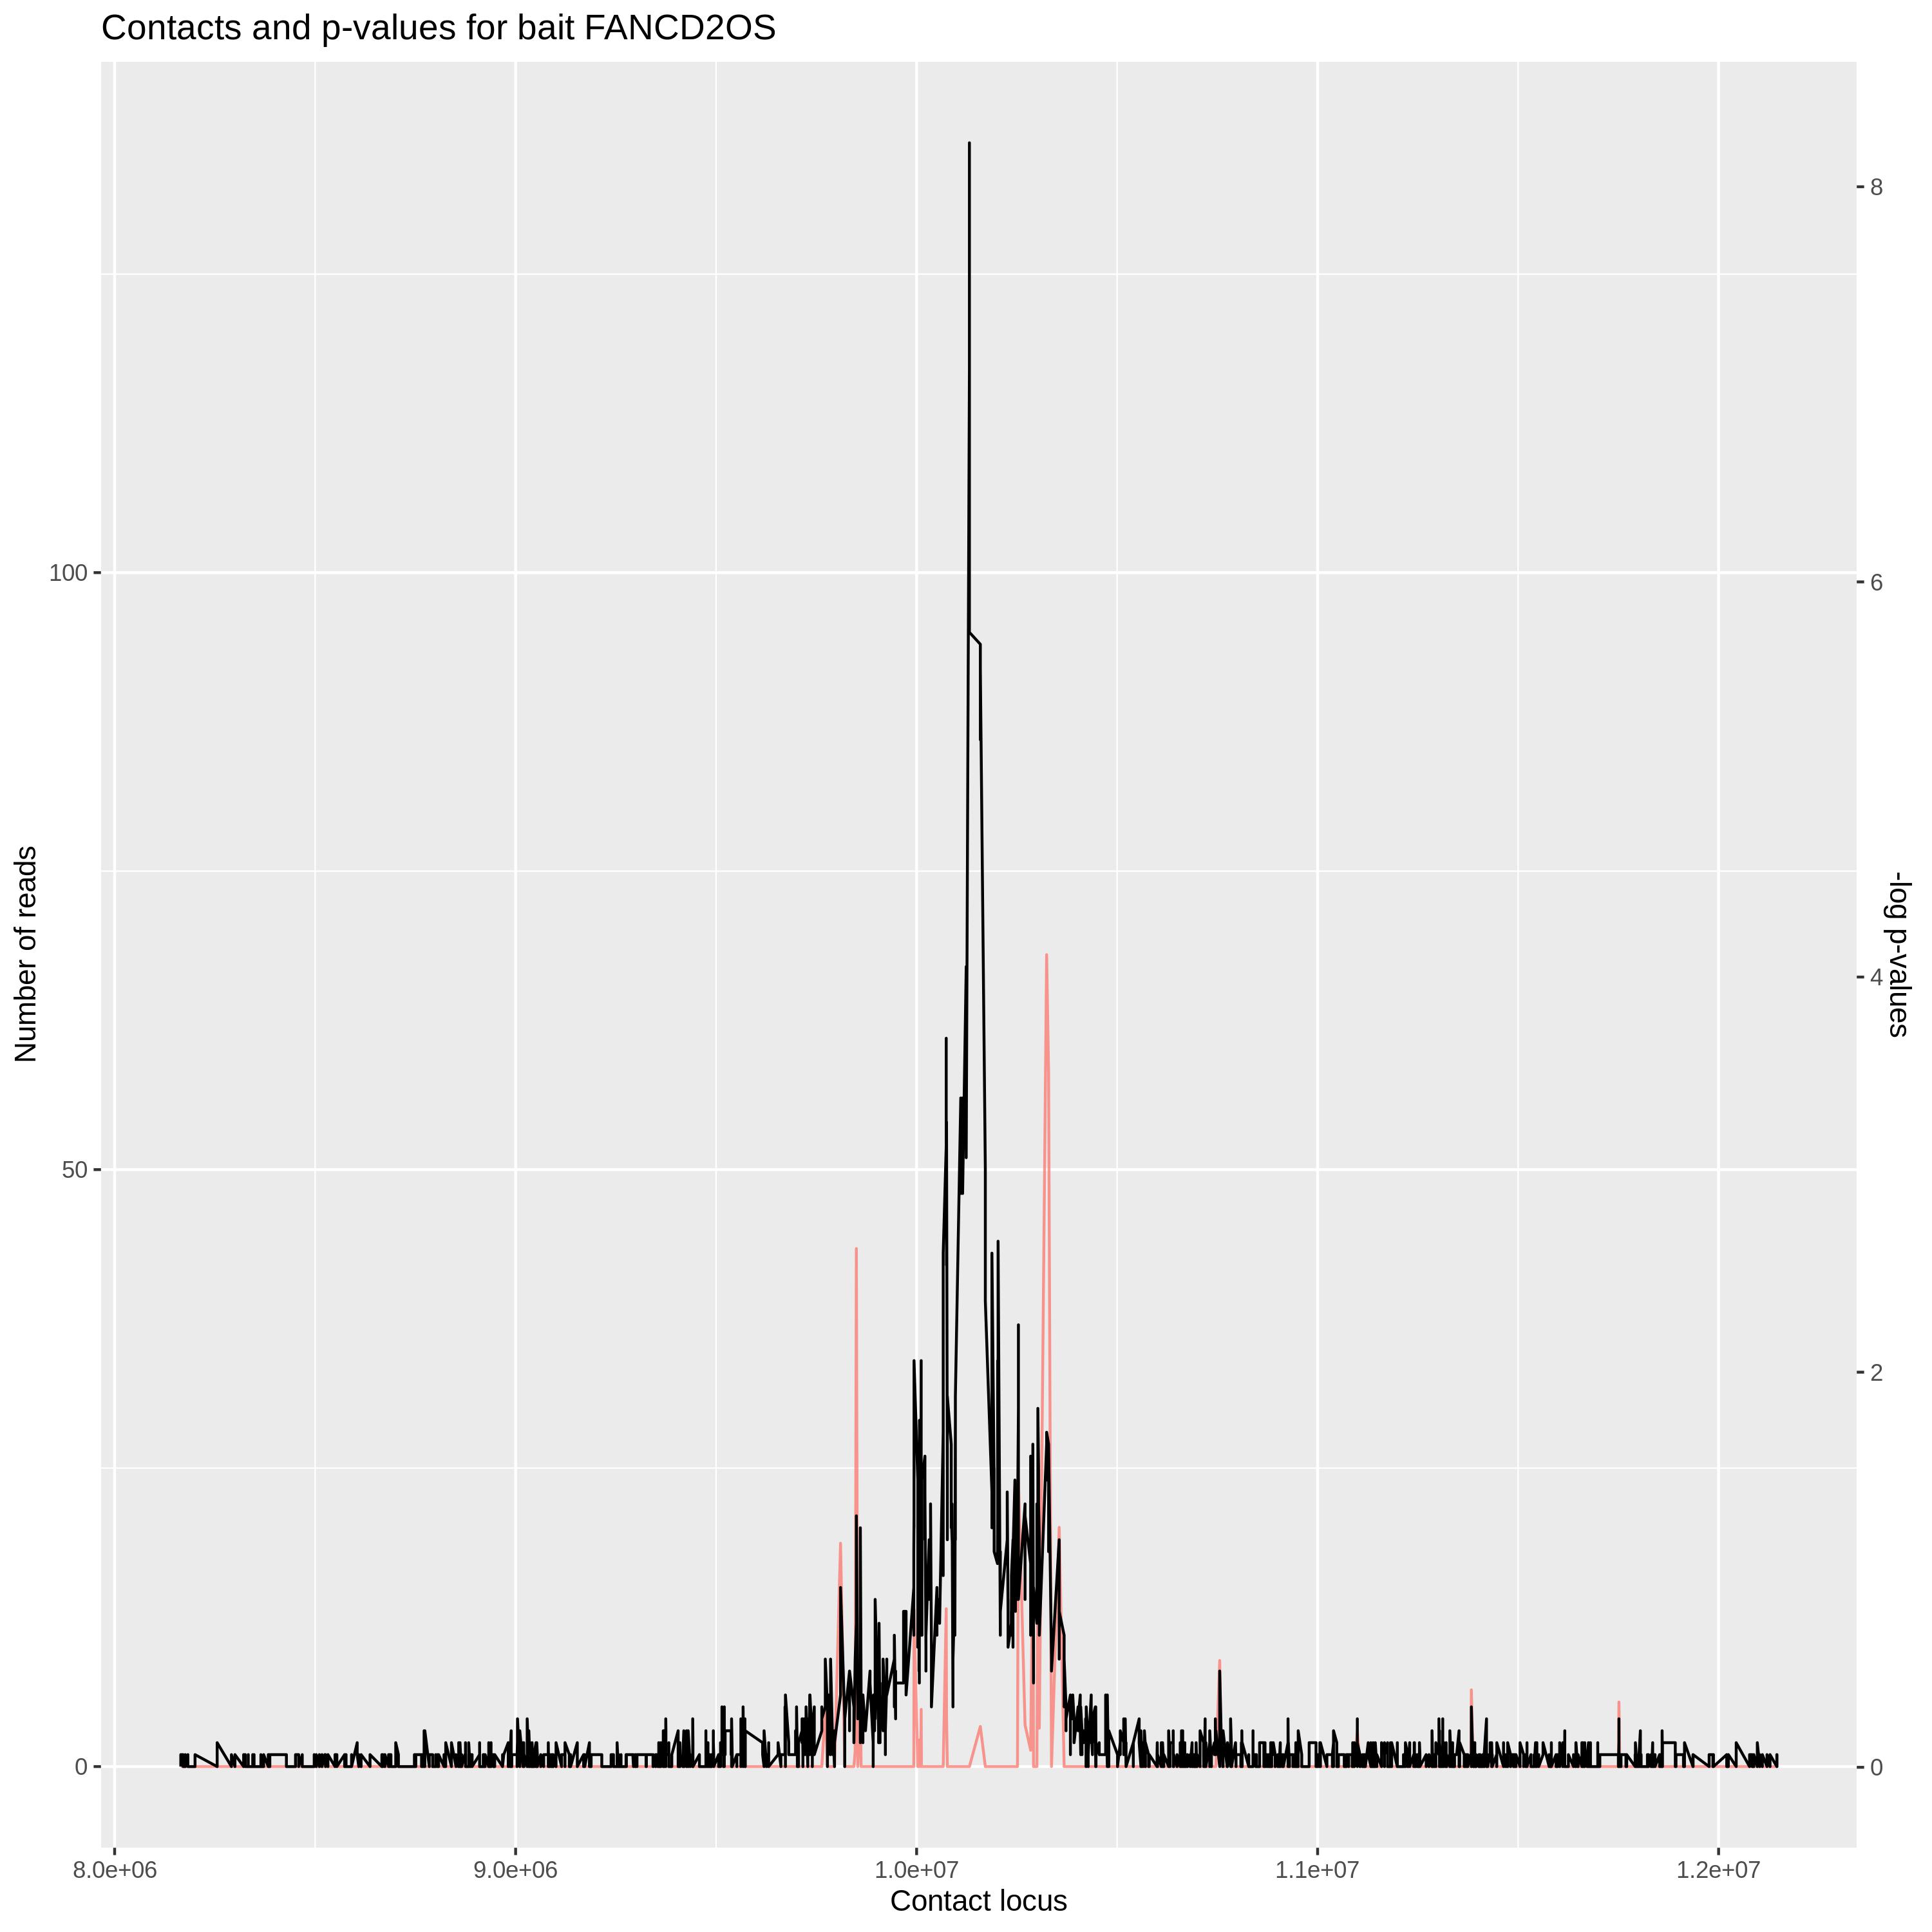 Contacts and p-values for bait FANCD2OS
Number of reads
100
50
0
8
6
4
2
0
-log p-values
8.0e+06
9.0e+06
1.0e+07
1.1e+07
1.2e+07
Contact locus